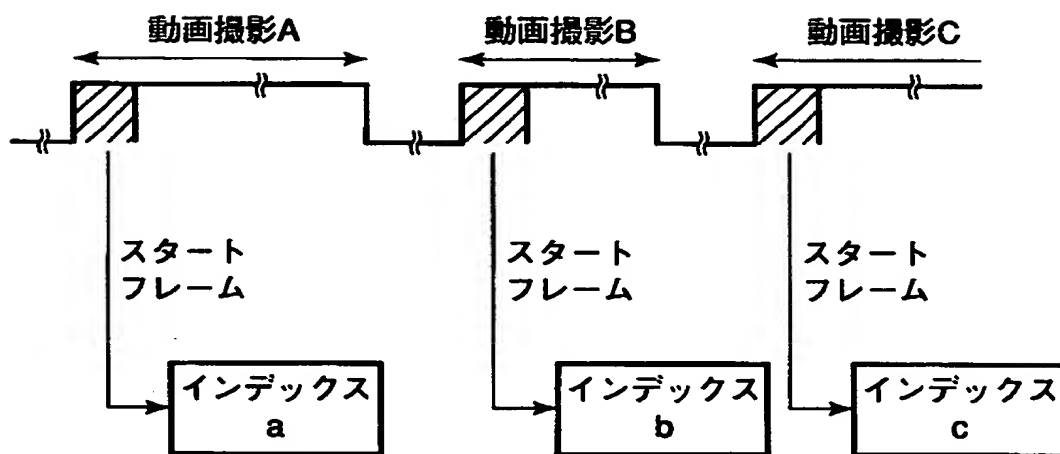 動画撮影A
動画撮影B
動画撮影C
スタート
フレーム
スタート
フレーム
スタート
フレーム
インデックス
a
インデックス
b
インデックス
c